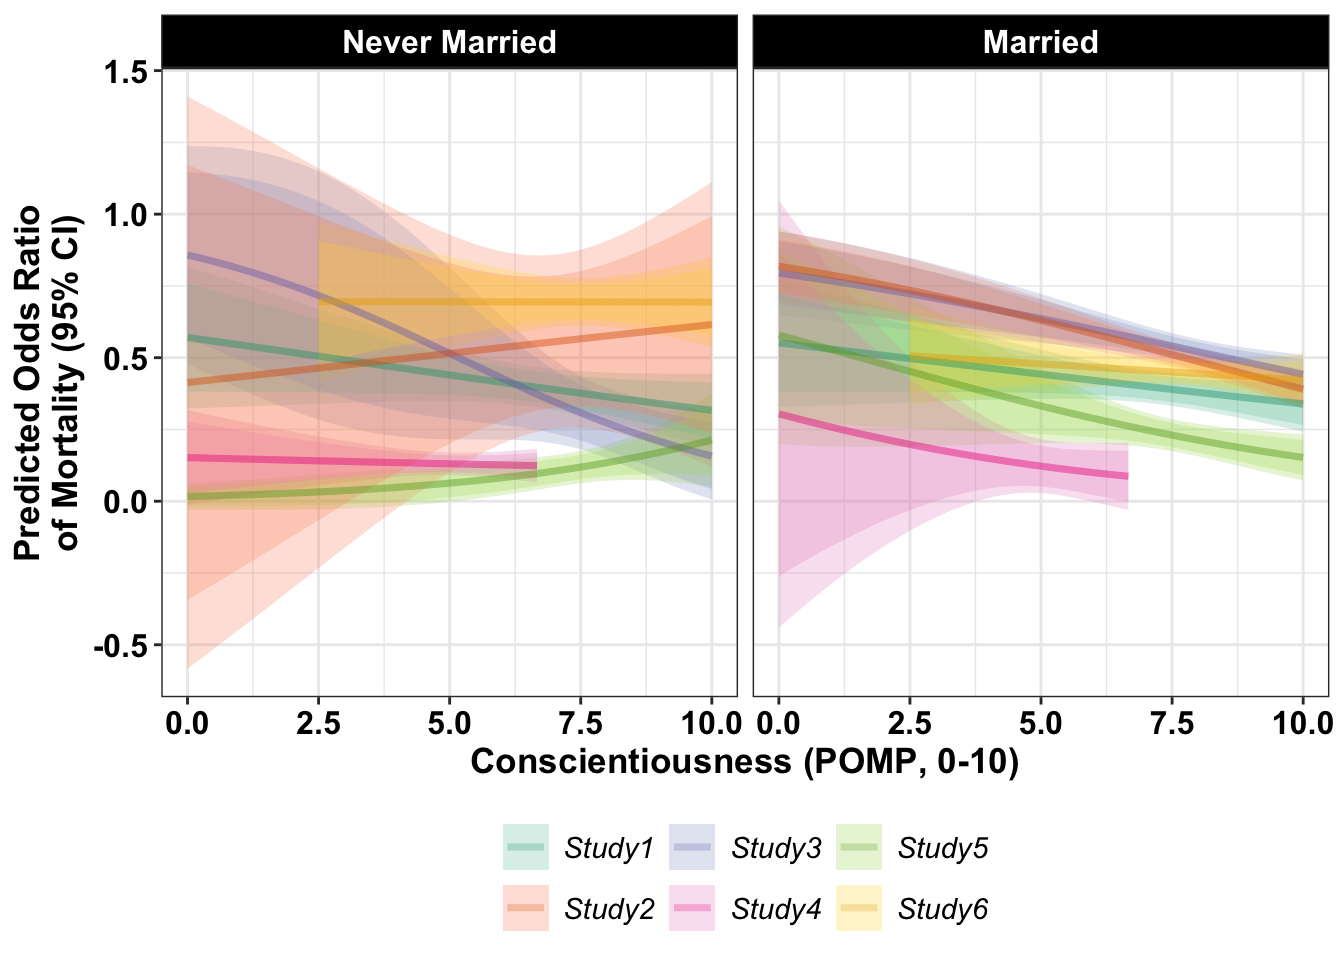 Never Married
Married
1.5
1.0
0.5
0.0
-0.5
Predicted Odds Ratio
of Mortality (95% CI)
0.0 2.5 5.0 7.5 10.0
0.0 2.5 5.0 7.5 10.0
Conscientiousness (POMP, 0-10)
Study1 Study3 Study5
Study2 Study4 Study6